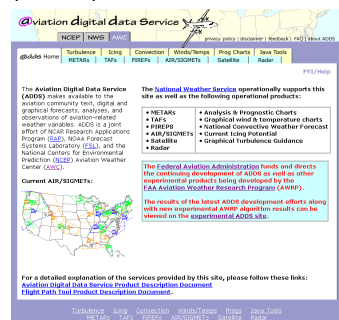 aviation digital data Service
NCEP NWS AWC
privacy policy | disclaimer | feedback | FAQ | about ADDS
adds Home Turbulence Icing Convection Winds/Temps Prog Charts Java Tools
METARs TAFs PIREPs AIR/SIGMETs Satellite Radar
FYI/Help
The Aviation Digital Data Service
(ADDS) makes available to the
aviation community text, digital and
graphical forecasts, analyses, and
observations of aviation-related
weather variables. ADDS is a joint
effort of NCAR Research Applications
Program (RAP), NOAA Forecast
Systems Laboratory (FSL), and the
National Centers for Environmental
Prediction (NCEP) Aviation Weather
Center (AWC).
Current AIR/SIGMETs:
The National Weather Service operationally supports this
site as well as the following operational products:
• METARs
• TAFs
• PIREPS
• AIR/SIGMETs
• Satellite
• Radar
• Analysis & Prognostic Charts
• Graphical wind & temperature charts
• National Convective Weather Forecast
• Current Icing Potential
• Graphical Turbulence Guidance
The Federal Aviation Administration funds and directs
the continuing development of ADDS as well as other
experimental products being developed by the
FAA Aviation Weather Research Program (AWRP).
The results of the latest ADDS development efforts along
with non experimental AWRP algorithm results can be
viewed on the experimental ADDS site.
For a detailed explanation of the services provided by this site, please follow these links:
Aviation Digital Data Service Product Description Document
Flight Path Tool Product Description Document.
Turbulence Icing Convection Winds/Temps Progs Java Tools
METARs TAFs PIREPs AIR/SIGMETs Satellite Radar